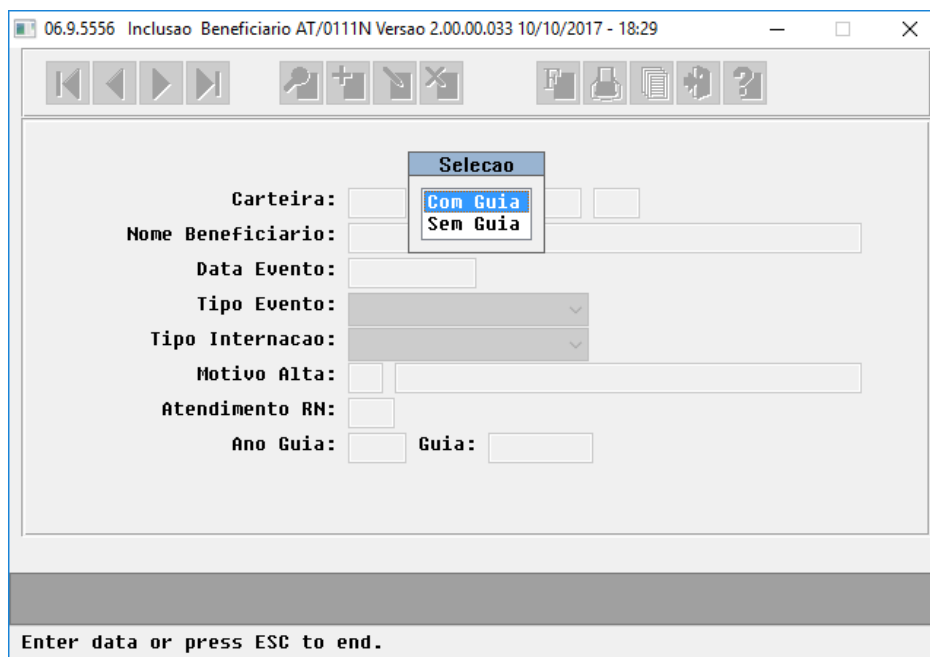 06.9.5556 Inclusao Beneficiario AT/0111N Versao 2.00.00.033 10/10/2017 - 18:29
F ?
Selecao
Com Guia
Sem Guia
Carteira:
Nome Beneficiario:
Data Evento:
Tipo Evento:
Tipo Internacao:
Motivo Alta:
Atendimento RN:
Ano Guia: Guia:
Enter data or press ESC to end.